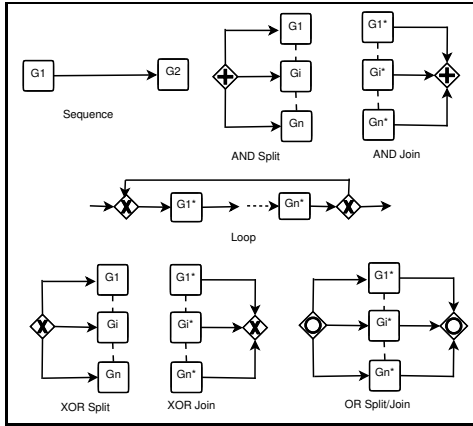 G1
G2
Sequence
G1
Gi
Gn
AND Split
G1*
Gi*
Gn*
AND Join
X
G1*
Gn*
X
Loop
X
G1
Gi
Gn
XOR Split
G1*
Gi*
Gn*
X
XOR Join
G1*
Gi*
Gn*
OR Split/Join